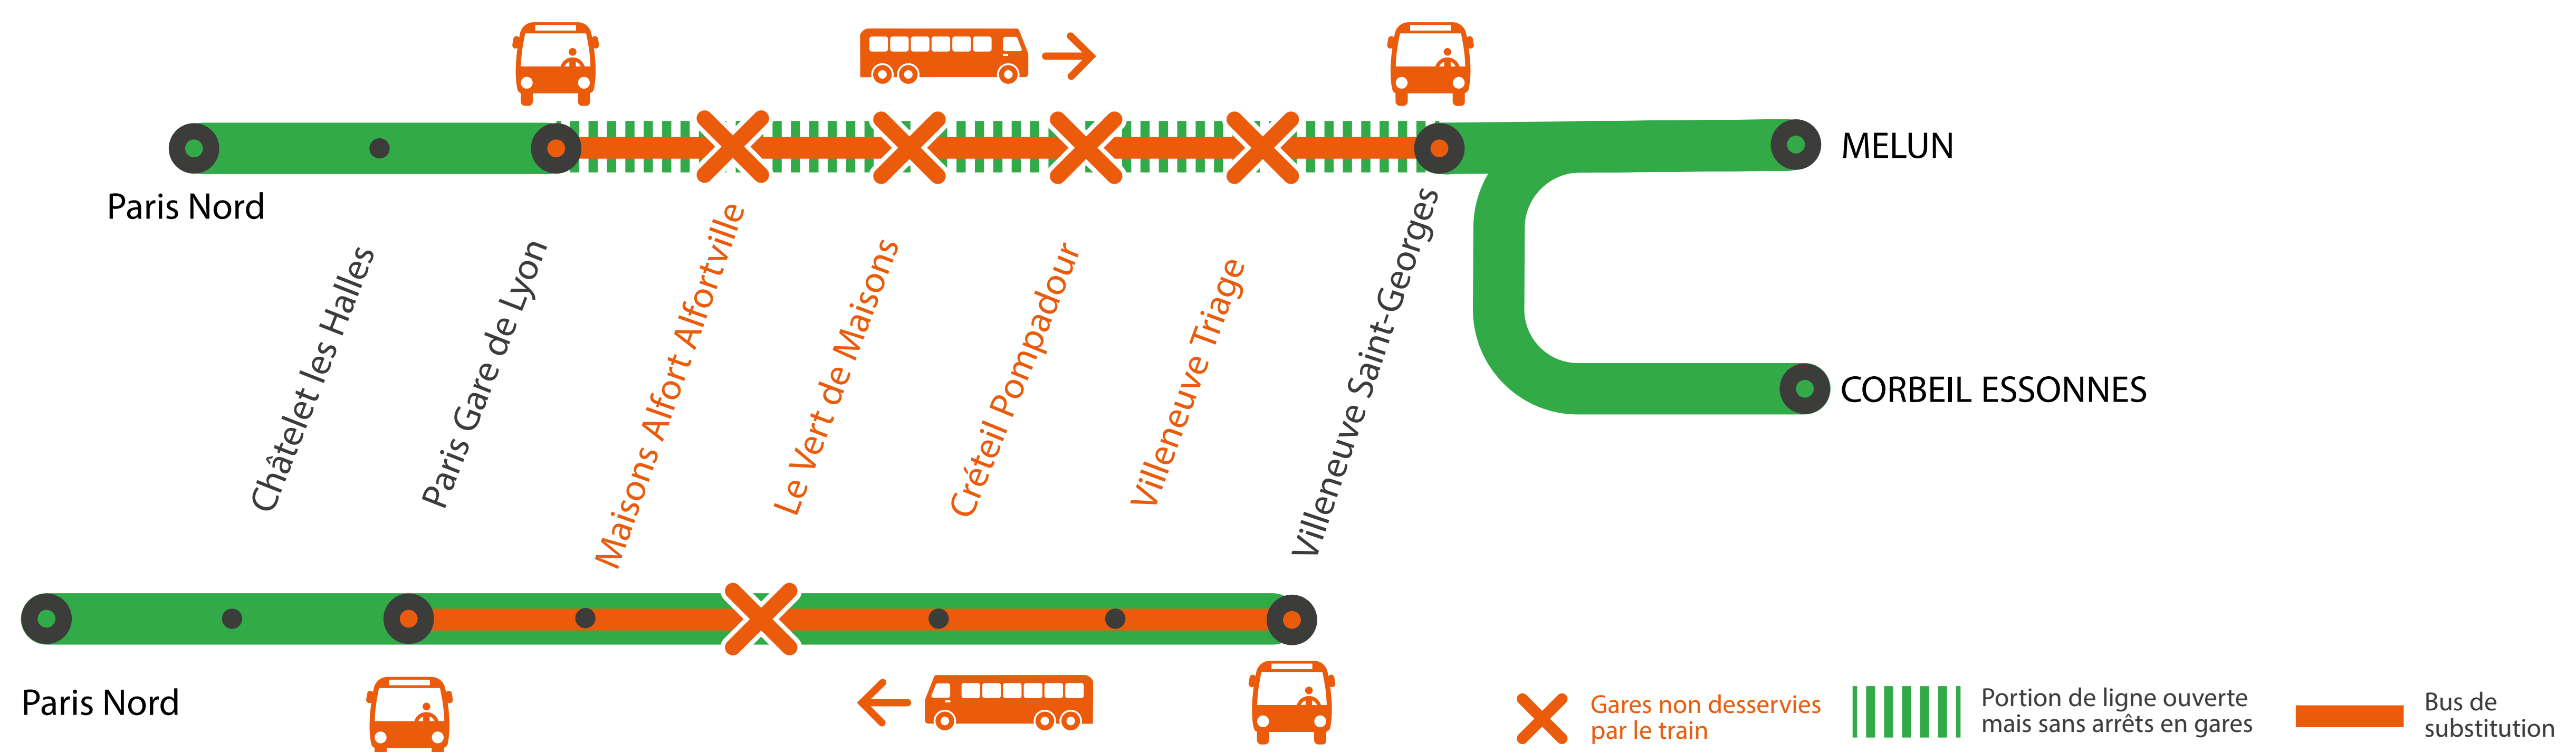 MELUN
Paris Nord
Châtelet les Halles
Paris Gare de Lyon
Maisons Alfort Alfortville
Le Vert de Maisons
Créteil Pompadour
Villeneuve Triage
Villeneuve Saint-Georges
CORBEIL ESSONNES
Paris Nord
Gares non desservies
par le train
Portion de ligne ouverte
mais sans arrêts en gares
Bus de
substitution